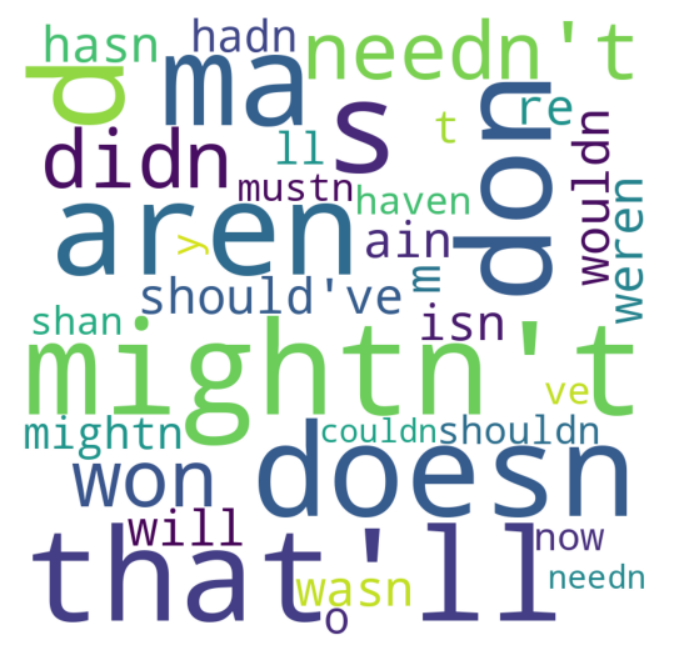 hasn
hadn
needn't
d
ma
s
don
re
t
didn
ll
wouldn
mustn
haven
weren
aren
y
ain
m
should've
shan
isn
mightn't
ve
mightn
couldn
shouldn
won
doesn
will
that'll
now
wasn
needn
o